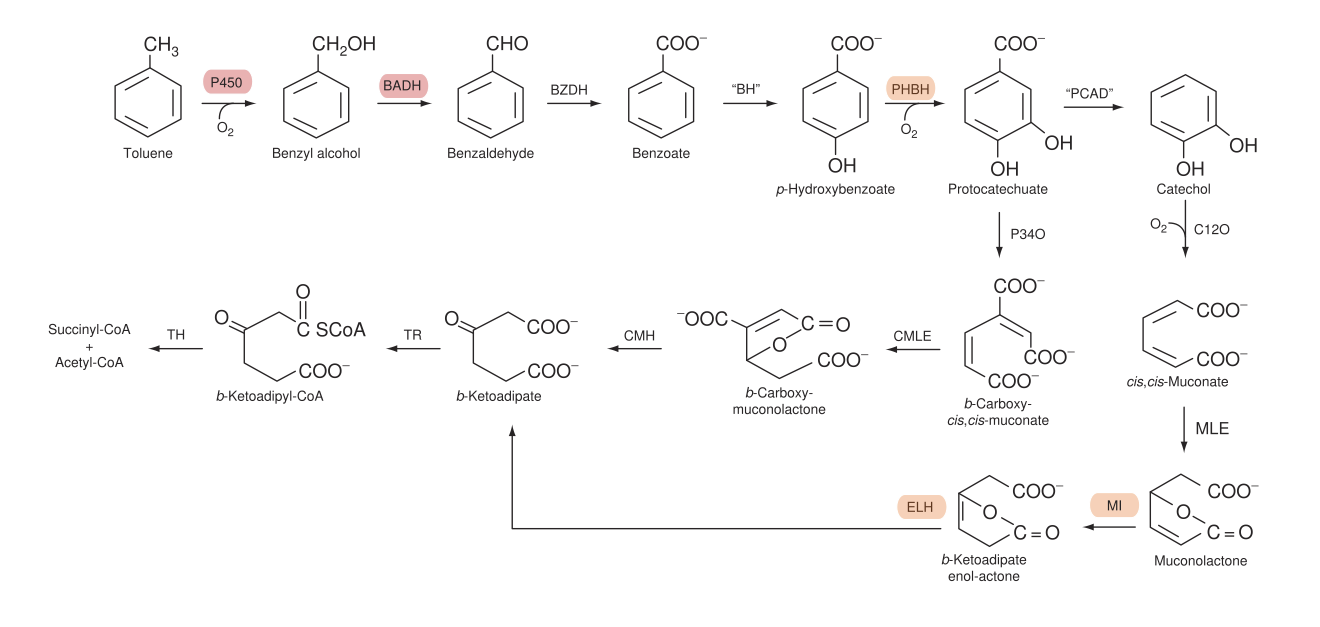 CH3
CH2OH
CHO
COO−
COO−
COO−
P450
BADH
BZDH
“BH”
PHBH
“PCAD”
O2
O2
OH
OH
OH
OH
OH
Toluene
Benzyl alcohol
Benzaldehyde
Benzoate
p-Hydroxybenzoate
Protocatechuate
Catechol
P34O
O2
C12O
O
O
C SCoA
COO−
Succinyl-CoA
+
Acetyl-CoA
TH
b-Ketoadipyl-CoA
TR
O
COO−
COO−
b-Ketoadipate
CMH
−OOC
C=O
O
COO−
b-Carboxy-
muconolactone
CMLE
COO−
COO−
COO−
b-Carboxy-
cis,cis-muconate
COO−
COO−
cis,cis-Muconate
MLE
COO−
O
C=O
Muconolactone
MI
ELH
COO−
O
C=O
b-Ketoadipate
enol-actone